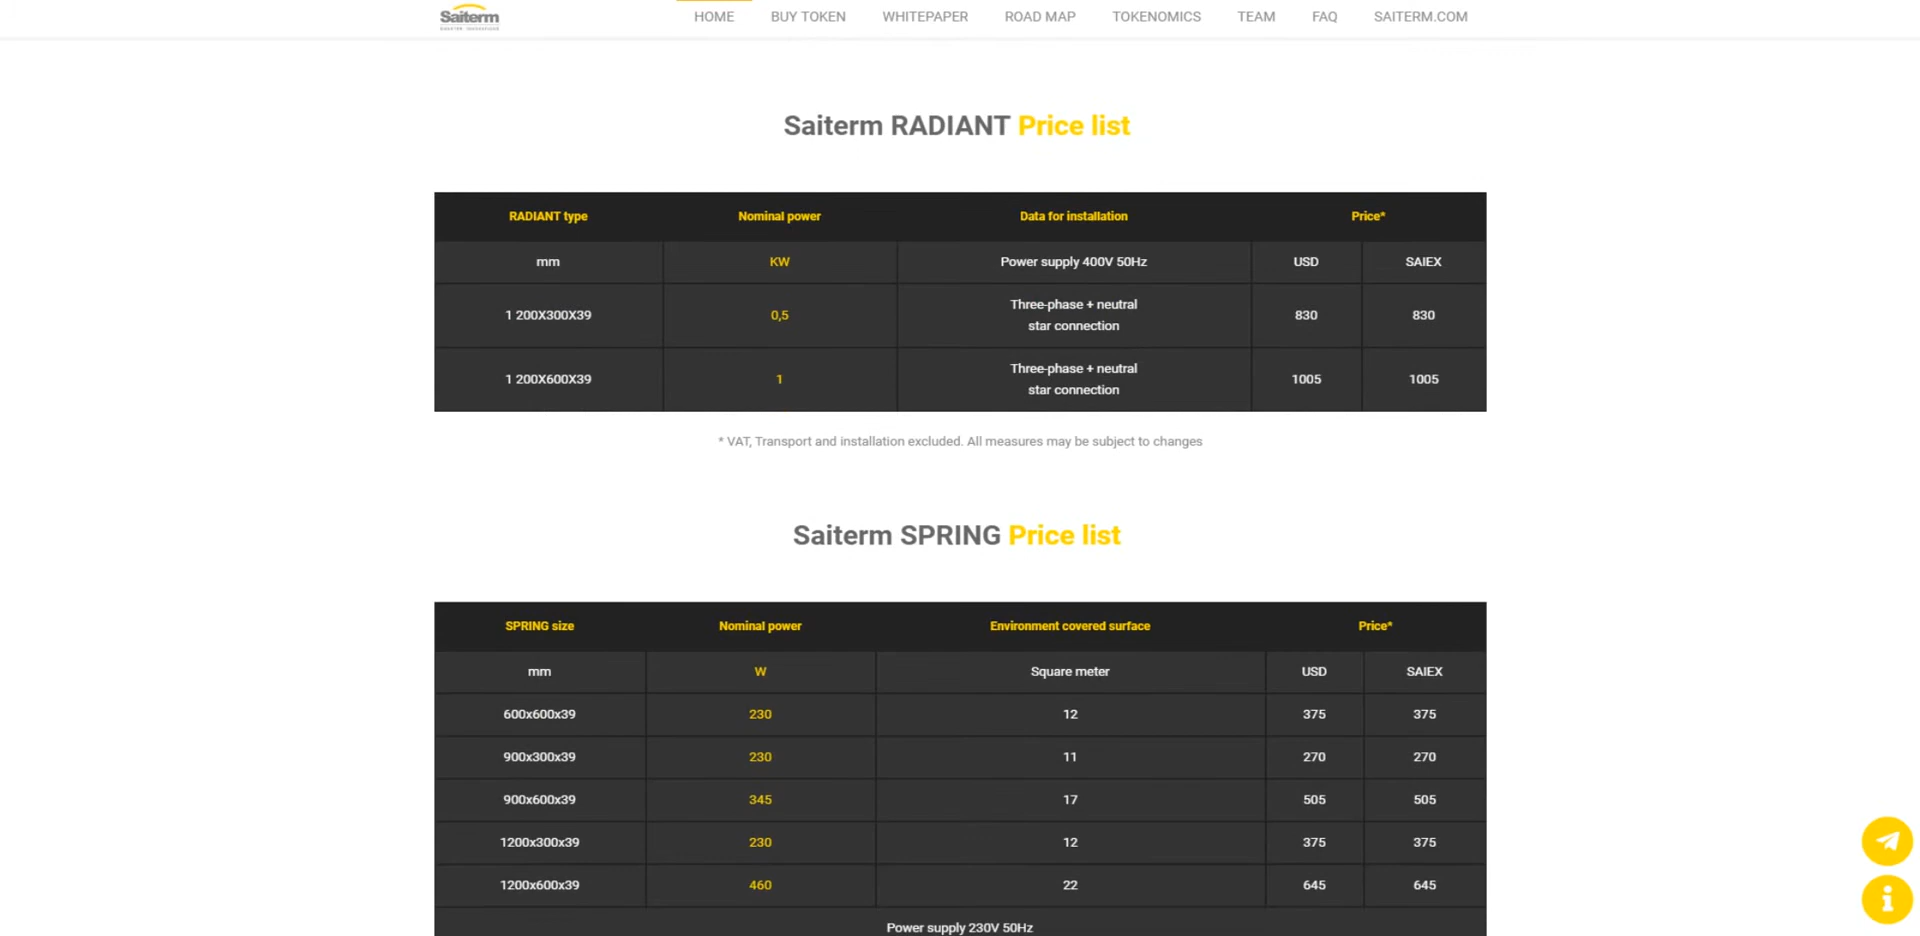 Saiterm
HOME BUY TOKEN WHITEPAPER ROAD MAP TOKENOMICS TEAM FAQ SAITERM.COM
Saiterm RADIANT Price list
RADIANT type Nominal power Data for installation Price*
mm KW Power supply 400V 50Hz USD SAIEX
1 200X300X39 0,5 Three-phase + neutral star connection 830 830
1 200X600X39 1 Three-phase + neutral star connection 1005 1005
* VAT, Transport and installation excluded. All measures may be subject to changes
Saiterm SPRING Price list
SPRING size Nominal power Environment covered surface Price*
mm W Square meter USD SAIEX
600x600x39 230 12 375 375
900x300x39 230 11 270 270
900x600x39 345 17 505 505
1200x300x39 230 12 375 375
1200x600x39 460 22 645 645
Power supply 230V 50Hz